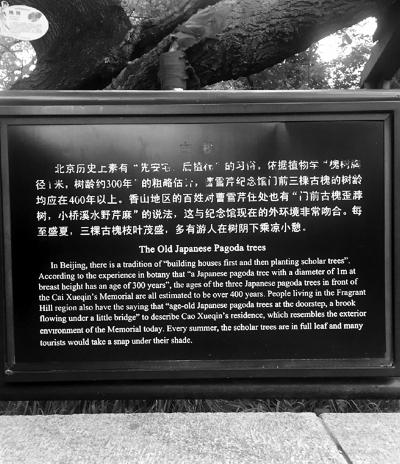 古槐
北京历史上素有“先安宅，后植花”的习俗，依据植物学“槐树胸
径1米，树龄约300年”的粗略估计，曹雪芹纪念馆门前三棵古槐的树龄
均应在400年以上。香山地区的百姓对曹雪芹住处也有“门前古槐歪脖
树，小桥溪水野芹麻”的说法，这与纪念馆现在的外环境非常吻合。每
至盛夏，三棵古槐枝叶茂盛，多有游人在树阴下乘凉小憩。
The Old Japanese Pagoda trees
In Beijing, there is a tradition of “building houses first and then planting scholar trees”.
According to the experience in botany that “a Japanese pagoda tree with a diameter of 1m at
breast height has an age of 300 years”, the ages of the three Japanese pagoda trees in front of
the Cai Xueqin's Memorial are all estimated to be over 400 years. People living in the Fragrant
Hill region also have the saying that “age-old Japanese pagoda trees at the doorstep, a brook
flowing under a little bridge” to describe Cao Xueqin's residence, which resembles the exterior
environment of the Memorial today. Every summer, the scholar trees are in full leaf and many
tourists would take a snap under their shade.